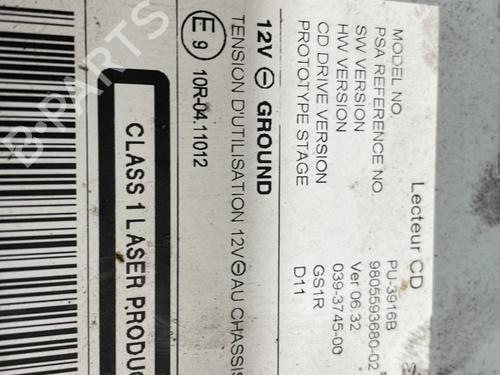 Lecteur CD
MODEL NO. PU-3916B
PSA REFERENCE NO. 9805593680-02
SW VERSION Ver 06.32
HW VERSION 039-3745-00
CD DRIVE VERSION GS1R
PROTOTYPE STAGE D11
12V ⊖ GROUND
TENSION D'UTILISATION 12V⊖AU CHASSIS
E9 10R-04.11012
CLASS 1 LASER PRODUC
B-PARTS